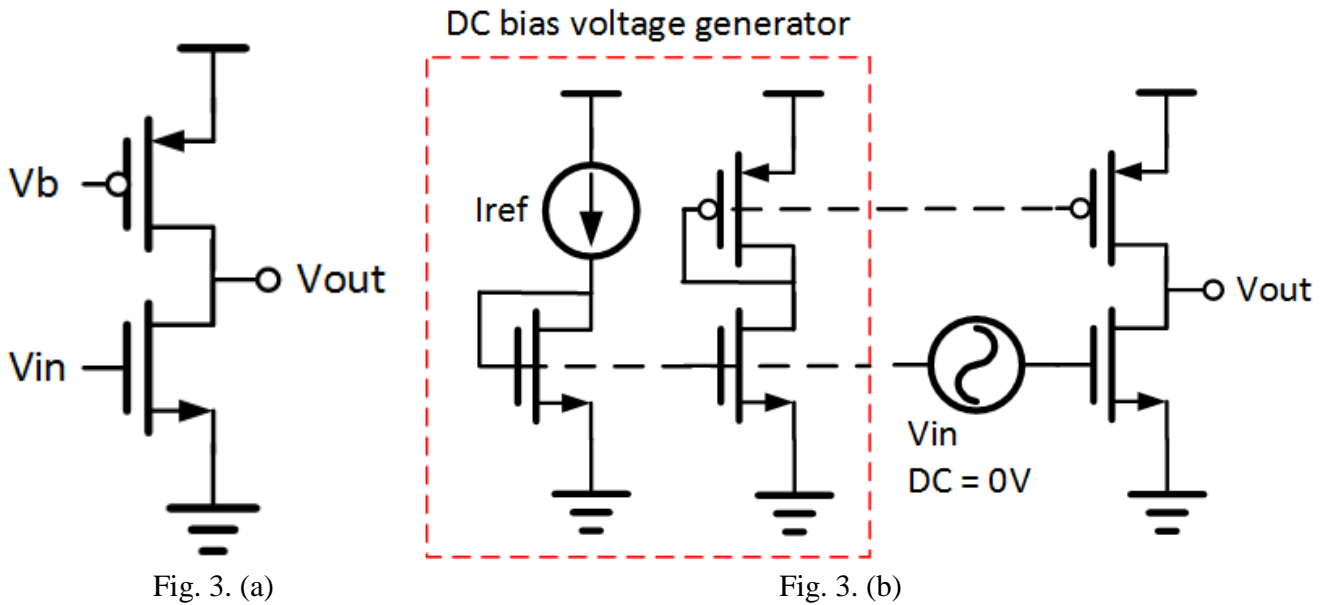 DC bias voltage generator
Vb
Vout
Vin
Iref
Vout
Vin
DC = 0V
Fig. 3. (a)
Fig. 3. (b)